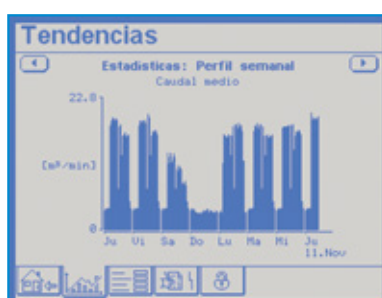 Tendencias
Estadisticas: Perfil semanal
Caudal medio
22.0
[m³/min]
0
Ju Vi Sa Do Lu Ma Mi Ju
11.Nov